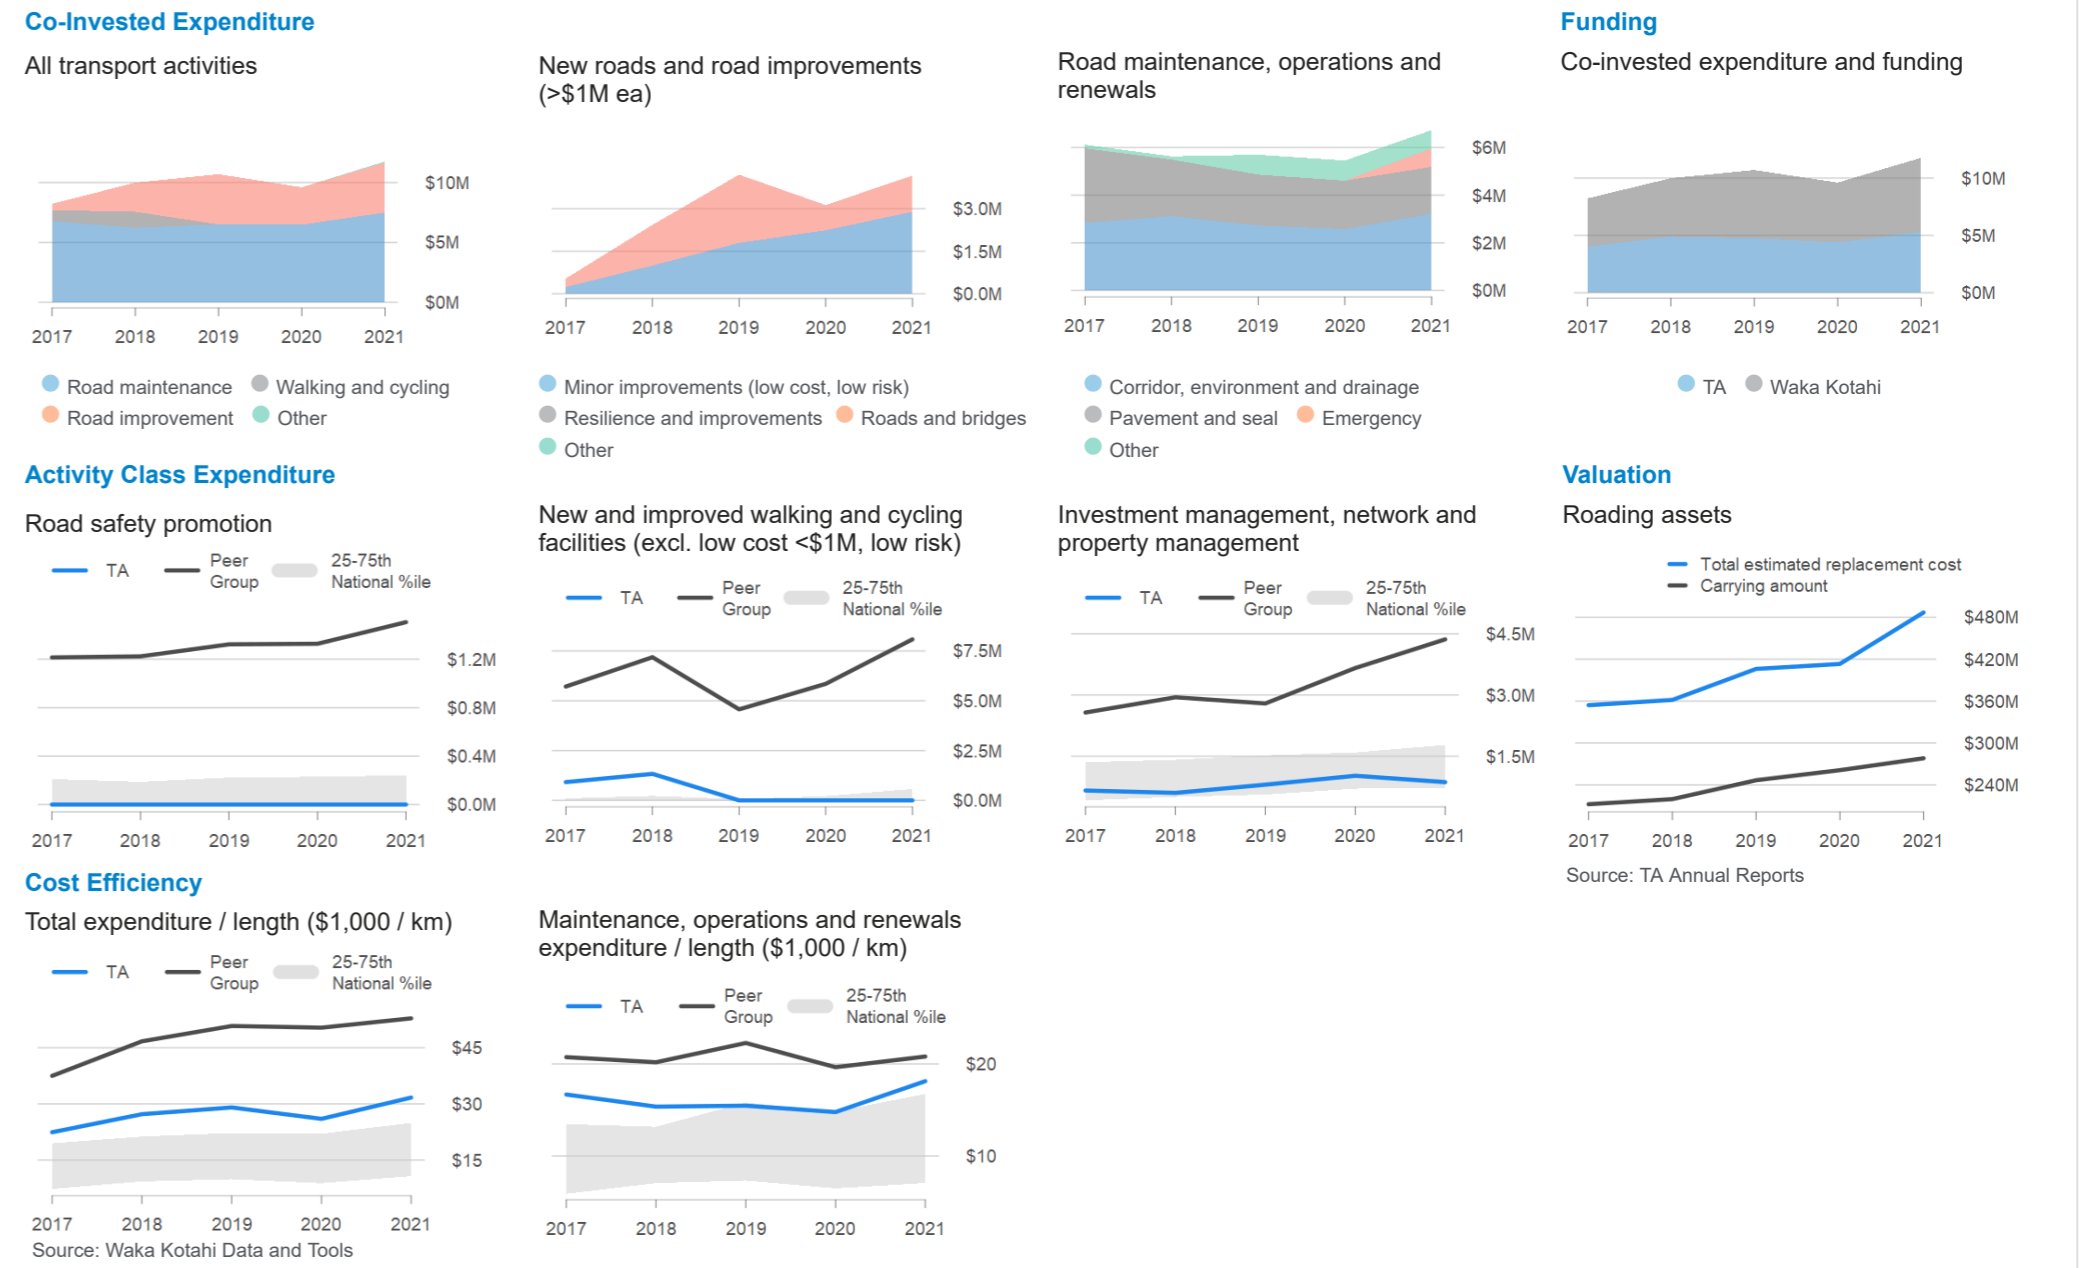 Co-Invested Expenditure
All transport activities
$10M
$5M
$0M
2017 2018 2019 2020 2021
Road maintenance Walking and cycling
Road improvement Other
New roads and road improvements
(>$1M ea)
$3.0M
$1.5M
$0.0M
2017 2018 2019 2020 2021
Minor improvements (low cost, low risk)
Resilience and improvements Roads and bridges
Other
Road maintenance, operations and
renewals
$6M
$4M
$2M
$0M
2017 2018 2019 2020 2021
Corridor, environment and drainage
Pavement and seal Emergency
Other
Funding
Co-invested expenditure and funding
$10M
$5M
$0M
2017 2018 2019 2020 2021
TA Waka Kotahi
Activity Class Expenditure
Road safety promotion
TA Peer Group 25-75th National %ile
$1.2M
$0.8M
$0.4M
$0.0M
2017 2018 2019 2020 2021
New and improved walking and cycling
facilities (excl. low cost <$1M, low risk)
TA Peer Group 25-75th National %ile
$7.5M
$5.0M
$2.5M
$0.0M
2017 2018 2019 2020 2021
Investment management, network and
property management
TA Peer Group 25-75th National %ile
$4.5M
$3.0M
$1.5M
2017 2018 2019 2020 2021
Valuation
Roading assets
Total estimated replacement cost
Carrying amount
$480M
$420M
$360M
$300M
$240M
2017 2018 2019 2020 2021
Source: TA Annual Reports
Cost Efficiency
Total expenditure / length ($1,000 / km)
TA Peer Group 25-75th National %ile
$45
$30
$15
2017 2018 2019 2020 2021
Source: Waka Kotahi Data and Tools
Maintenance, operations and renewals
expenditure / length ($1,000 / km)
TA Peer Group 25-75th National %ile
$20
$10
2017 2018 2019 2020 2021